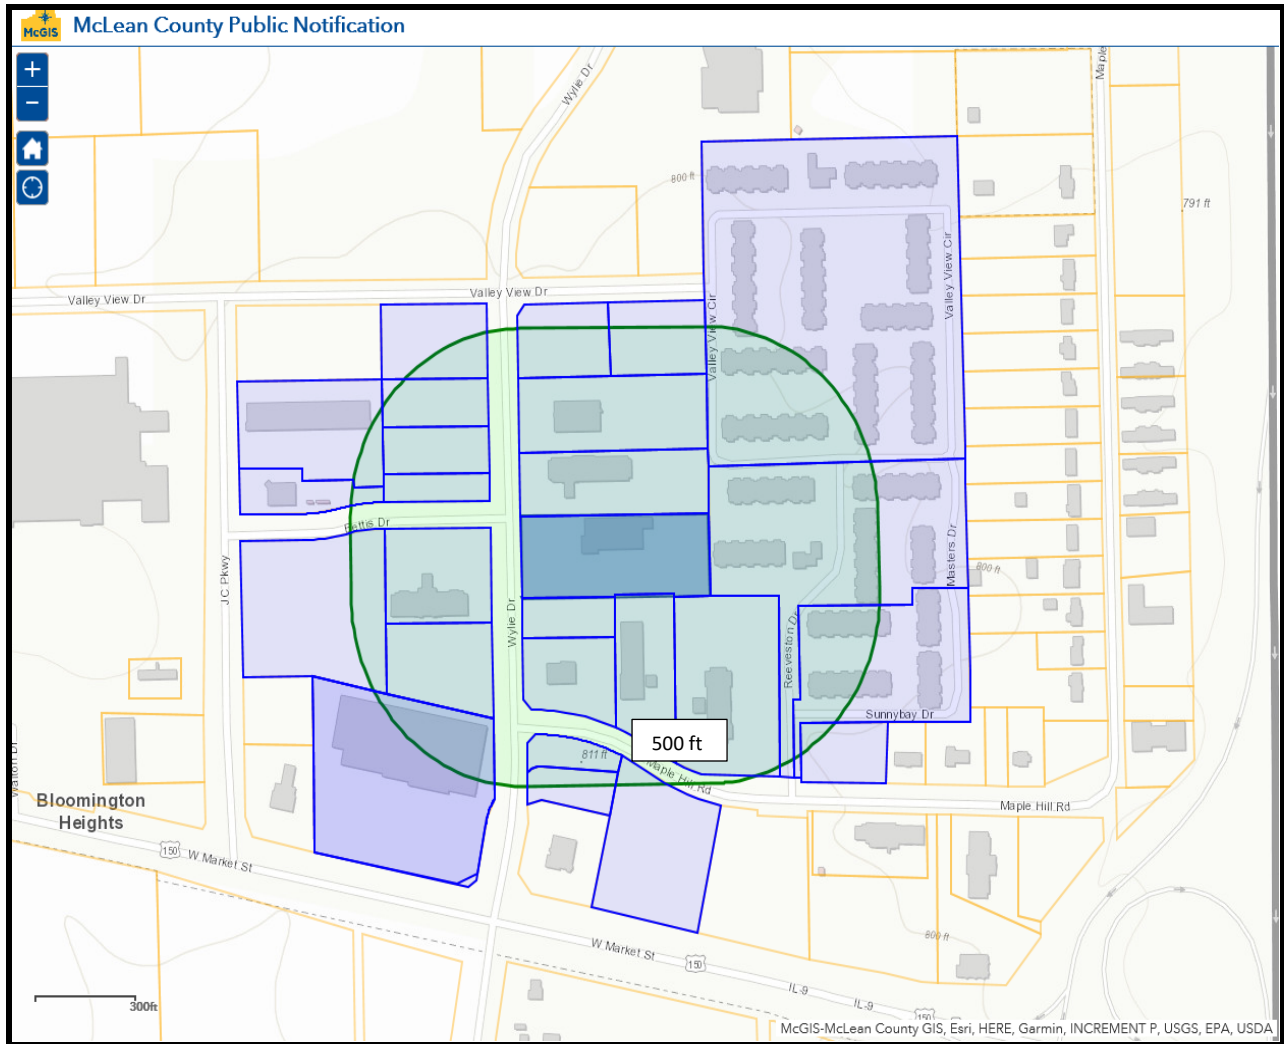 McGIS
McLean County Public Notification
+
−
Wylie Dr
Maple
800 ft
791 ft
Valley View Cir
Valley View Dr
Valley View Dr
Valley View Cir
Pettis Dr
Masters Dr
800 ft
JC Pkwy
Wylie Dr
Reeveston Dr
Sunnybay Dr
500 ft
811 ft
Maple Hill Rd
Bloomington
Heights
Maple Hill Rd
150
W Market St
800 ft
W Market St
150
IL-9
IL-9
150
300ft
McGIS-McLean County GIS, Esri, HERE, Garmin, INCREMENT P, USGS, EPA, USDA